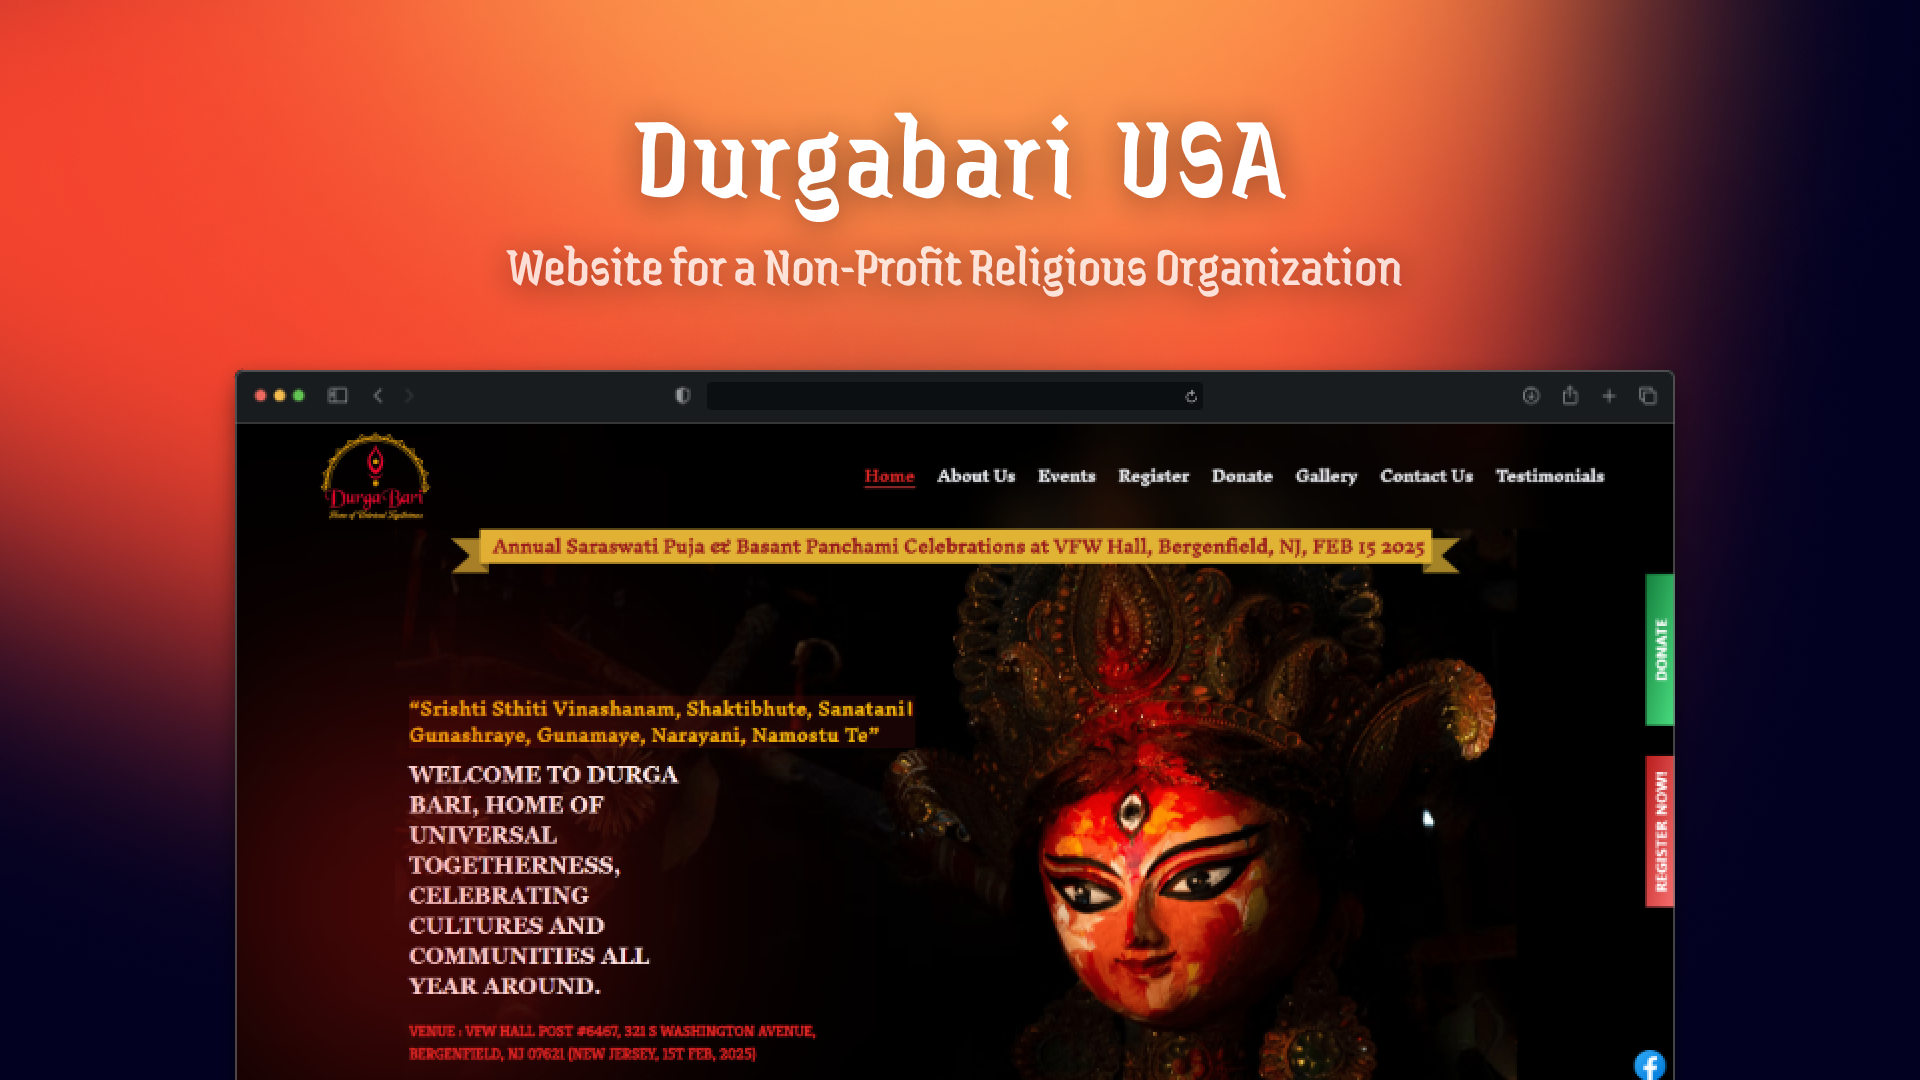 Durgabari USA
Website for a Non-Profit Religious Organization
Durga Bari
Home of Universal Togetherness
Home About Us Events Register Donate Gallery Contact Us Testimonials
Annual Saraswati Puja & Basant Panchami Celebrations at VFW Hall, Bergenfield, NJ, FEB 15 2025
DONATE
“Srishti Sthiti Vinashanam, Shaktibhute, Sanatani।
Gunashraye, Gunamaye, Narayani, Namostu Te”
WELCOME TO DURGA
BARI, HOME OF
UNIVERSAL
TOGETHERNESS,
CELEBRATING
CULTURES AND
COMMUNITIES ALL
YEAR AROUND.
REGISTER NOW!
VENUE : VFW HALL POST #6467, 321 S WASHINGTON AVENUE,
BERGENFIELD, NJ 07621 (NEW JERSEY, 15T FEB, 2025)